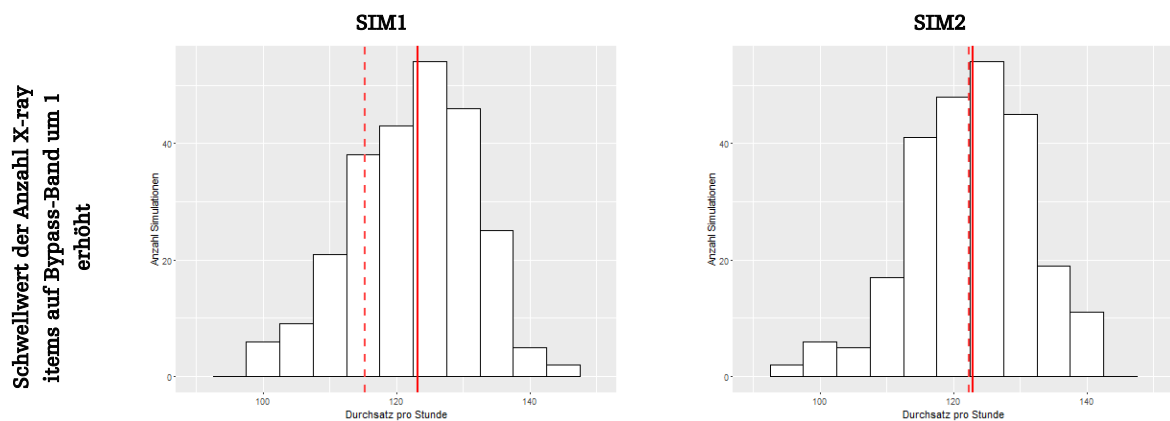 SIM1
SIM2
Schwellwert der Anzahl X-ray
items auf Bypass-Band um 1
erhöht
Anzahl Simulationen
40
20
0
100
120
140
Durchsatz pro Stunde
Anzahl Simulationen
40
20
0
100
120
140
Durchsatz pro Stunde